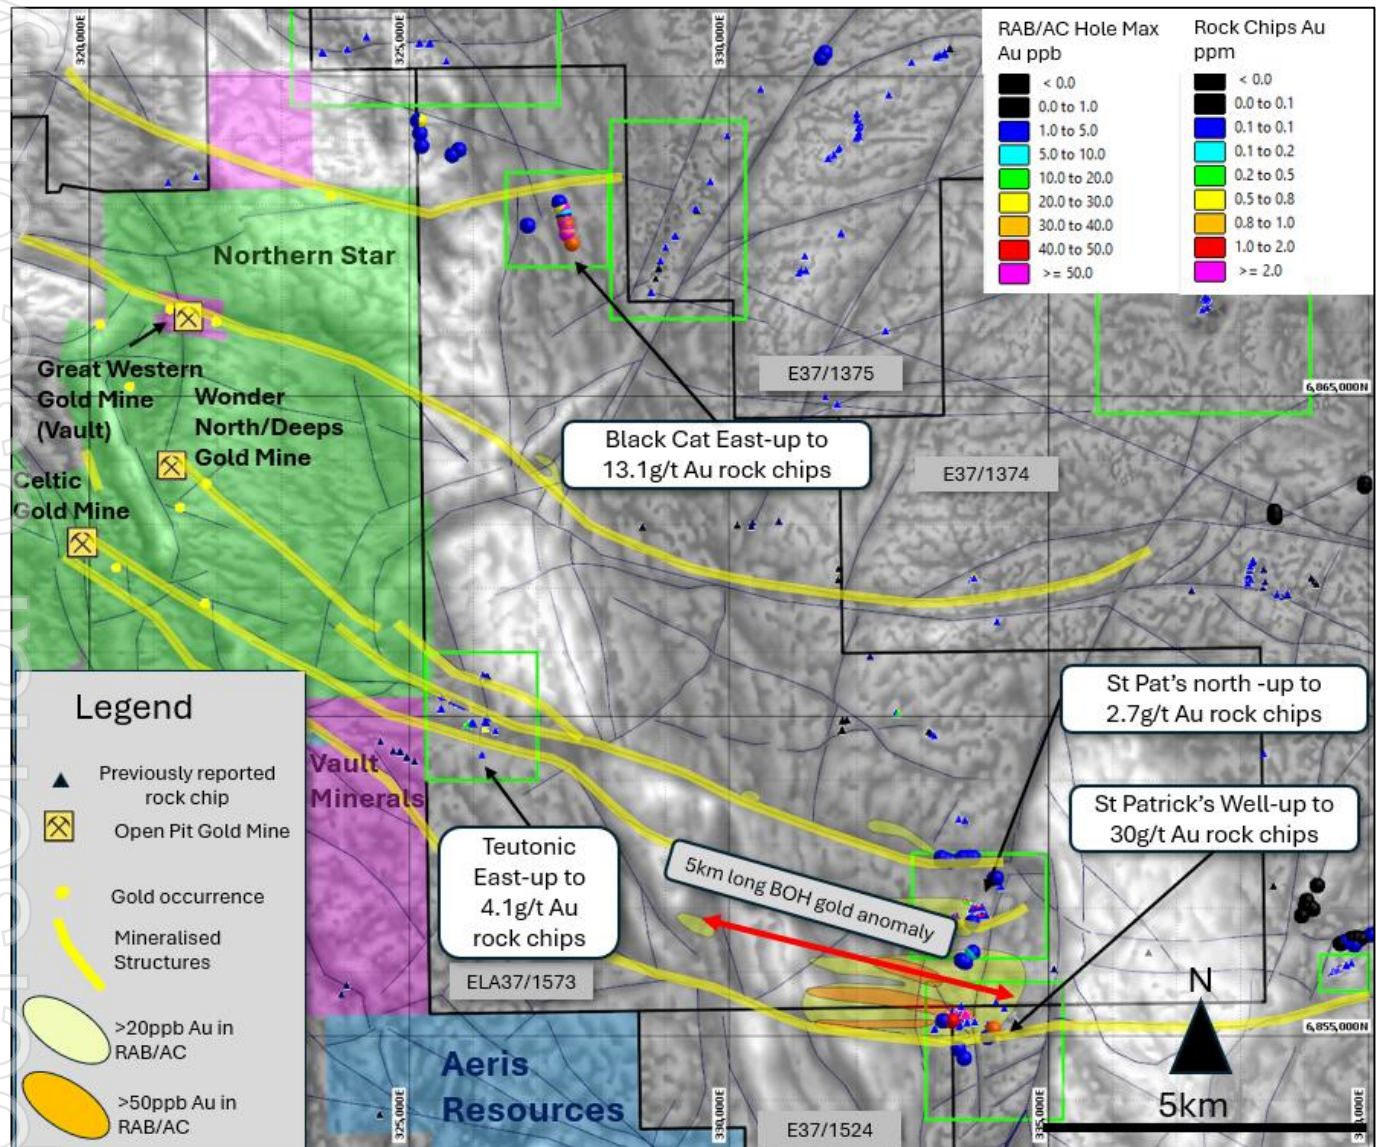 320,000E
325,000E
330,000E
RAB/AC Hole Max
Au ppb
< 0.0
0.0 to 1.0
1.0 to 5.0
5.0 to 10.0
10.0 to 20.0
20.0 to 30.0
30.0 to 40.0
40.0 to 50.0
>= 50.0
Rock Chips Au
ppm
< 0.0
0.0 to 0.1
0.1 to 0.1
0.1 to 0.2
0.2 to 0.5
0.5 to 0.8
0.8 to 1.0
1.0 to 2.0
>= 2.0
Northern Star
Great Western
Gold Mine
(Vault)
Wonder
North/Deeps
Gold Mine
Celtic
Gold Mine
E37/1375
6,865,000N
Black Cat East-up to
13.1g/t Au rock chips
E37/1374
St Pat's north -up to
2.7g/t Au rock chips
St Patrick's Well-up to
30g/t Au rock chips
Vault
Minerals
Teutonic
East-up to
4.1g/t Au
rock chips
5km long BOH gold anomaly
ELA37/1573
Legend
Previously reported
rock chip
Open Pit Gold Mine
Gold occurrence
Mineralised
Structures
>20ppb Au in
RAB/AC
>50ppb Au in
RAB/AC
Aeris
Resources
N
6,855,000N
5km
325,000E
330,000E
335,000E
E37/1524